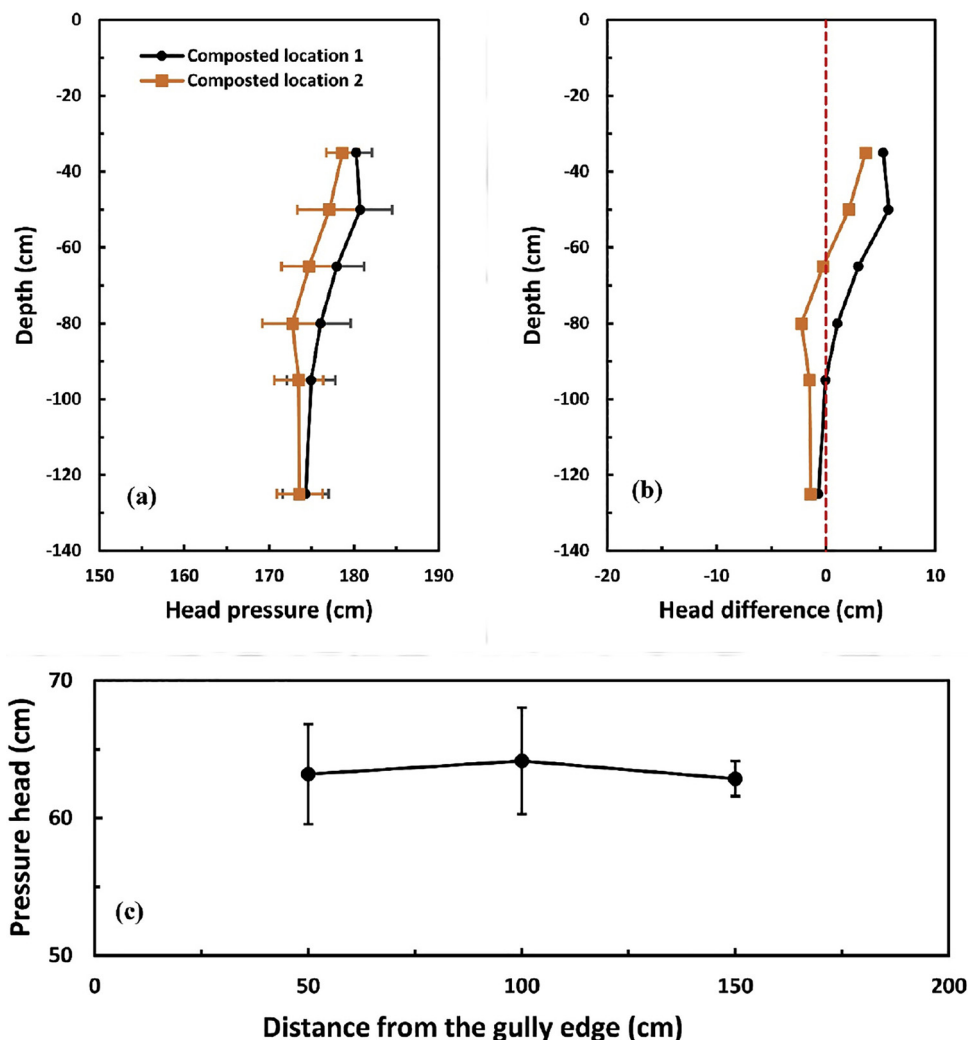 0
-20
-40
-60
-80
-100
-120
-140
Depth (cm)
Composted location 1
Composted location 2
(a)
150 160 170 180 190
Head pressure (cm)
0
-20
-40
-60
-80
-100
-120
-140
Depth (cm)
(b)
-20 -10 0 10
Head difference (cm)
70
60
50
Pressure head (cm)
(c)
0 50 100 150 200
Distance from the gully edge (cm)